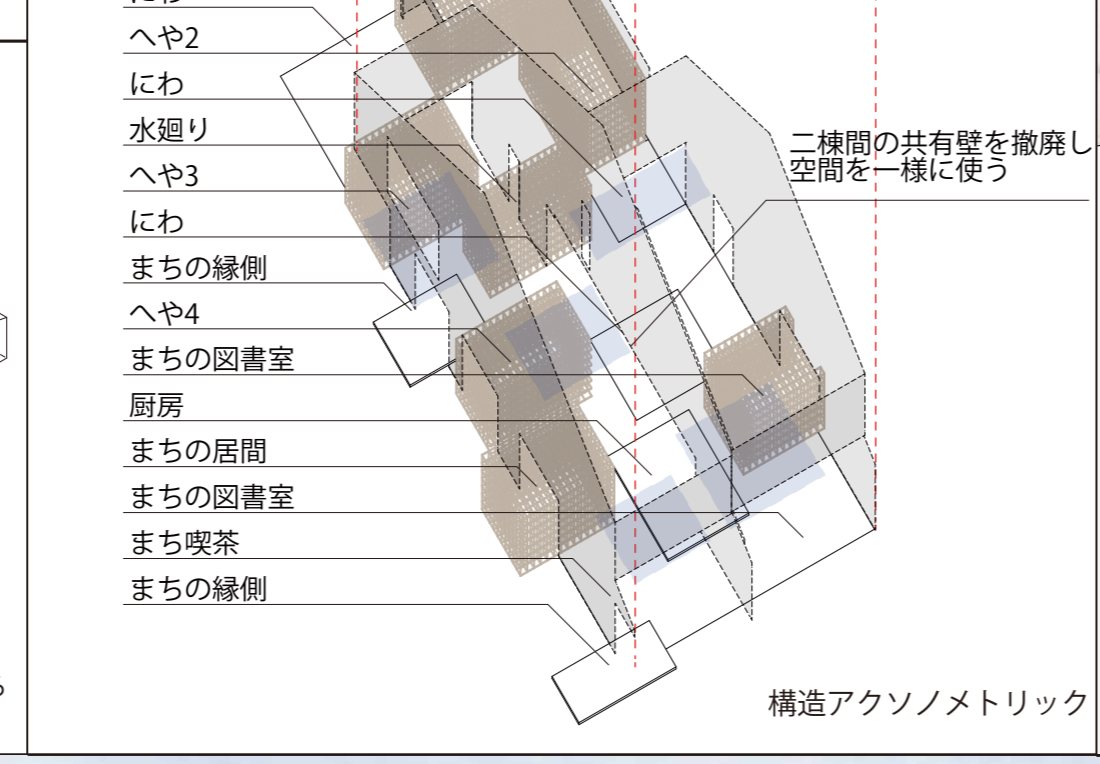 にわ
へや2
にわ
水廻り
へや3
にわ
まちの縁側
へや4
まちの図書室
厨房
まちの居間
まちの図書室
まち喫茶
まちの縁側
二棟間の共有壁を撤廃し
空間を一様に使う
構造アクソノメトリック